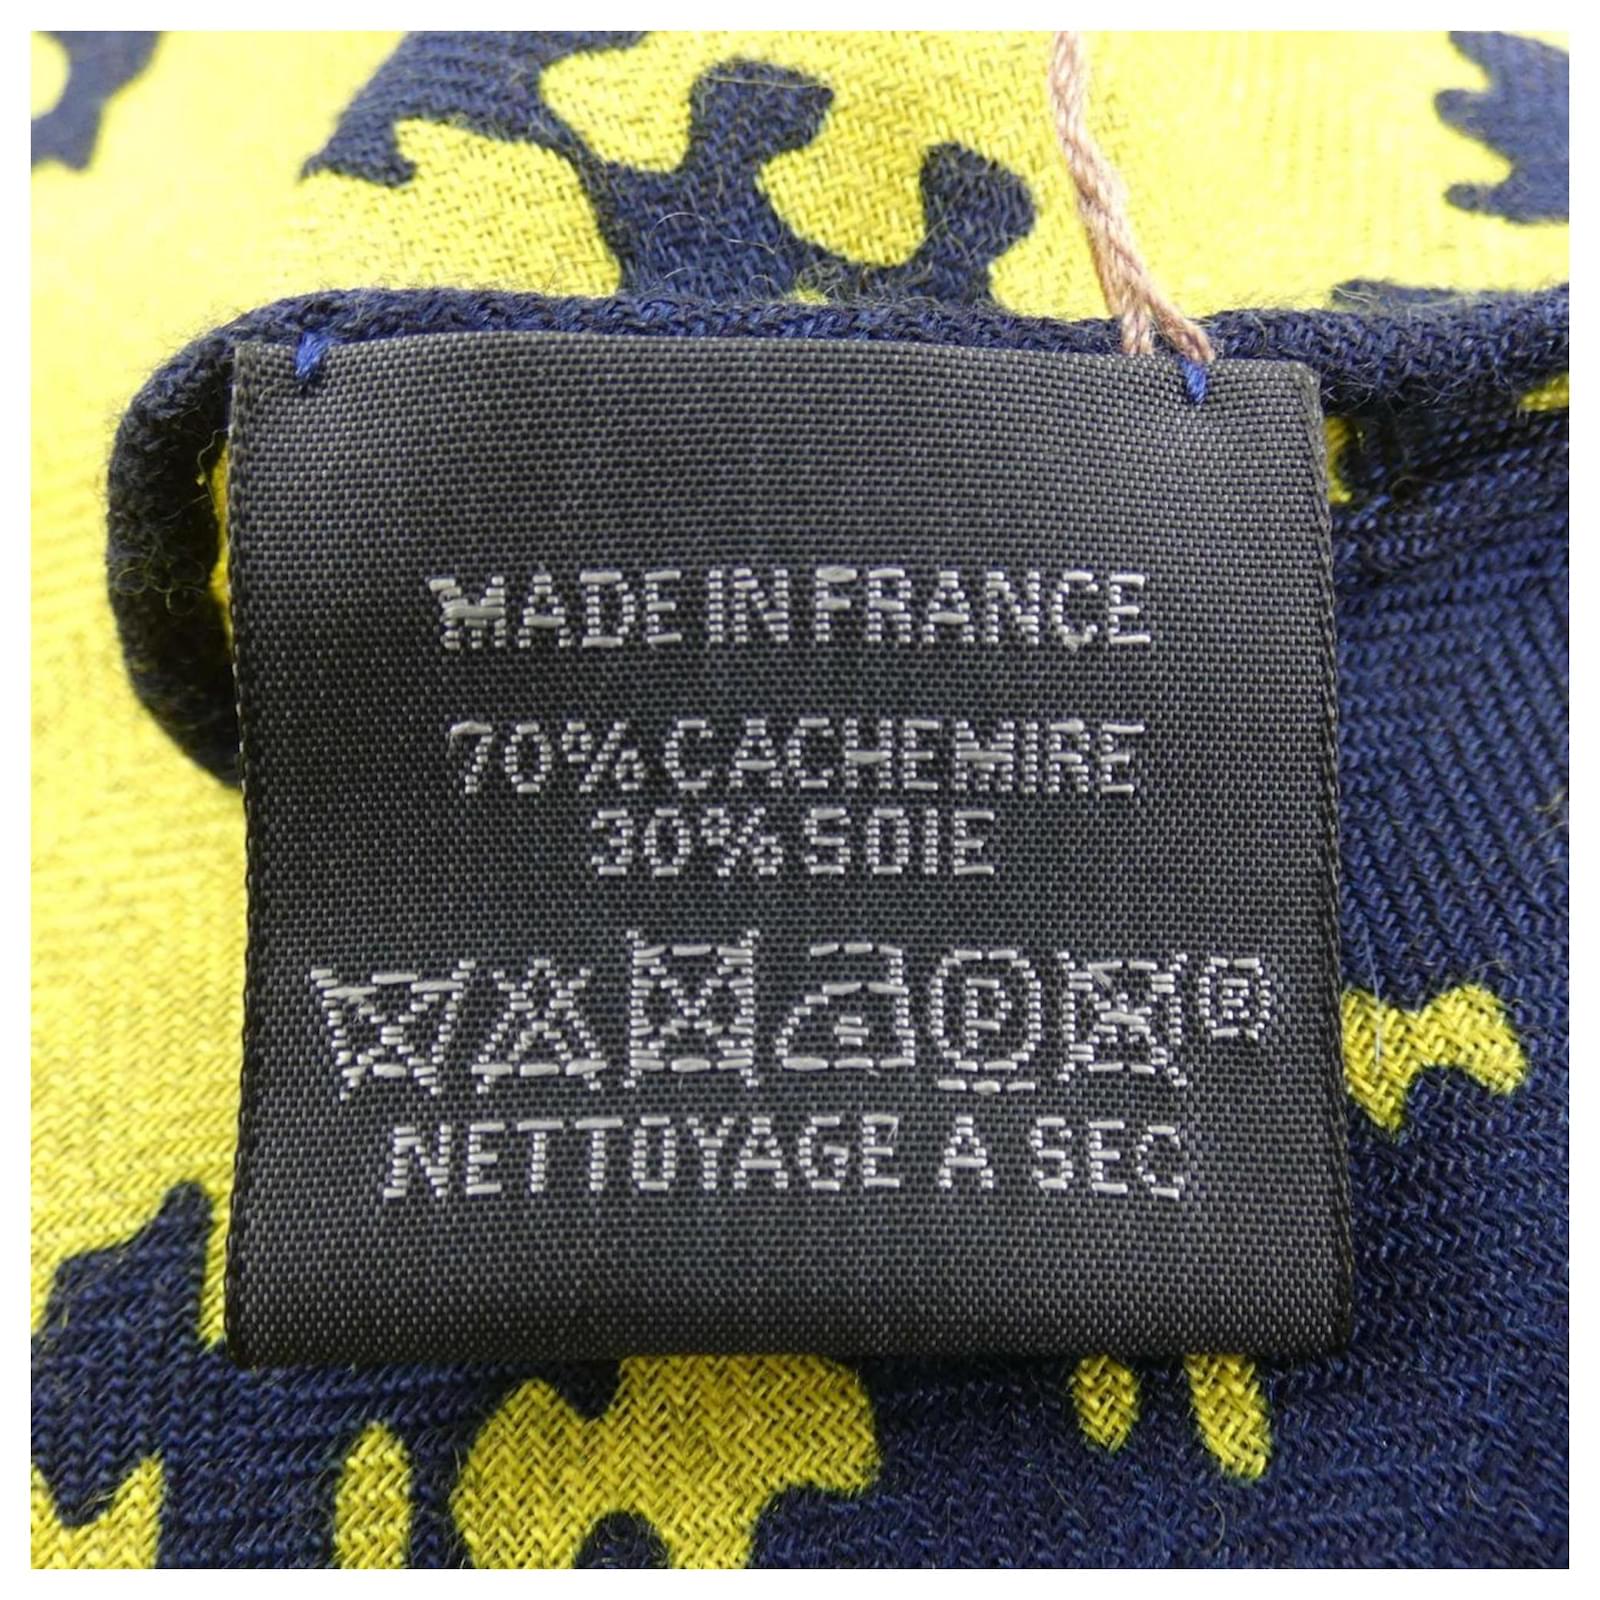 MADE IN FRANCE
70% CACHEMIRE
30% SOIE
P ®
NETTOYAGE A SEC